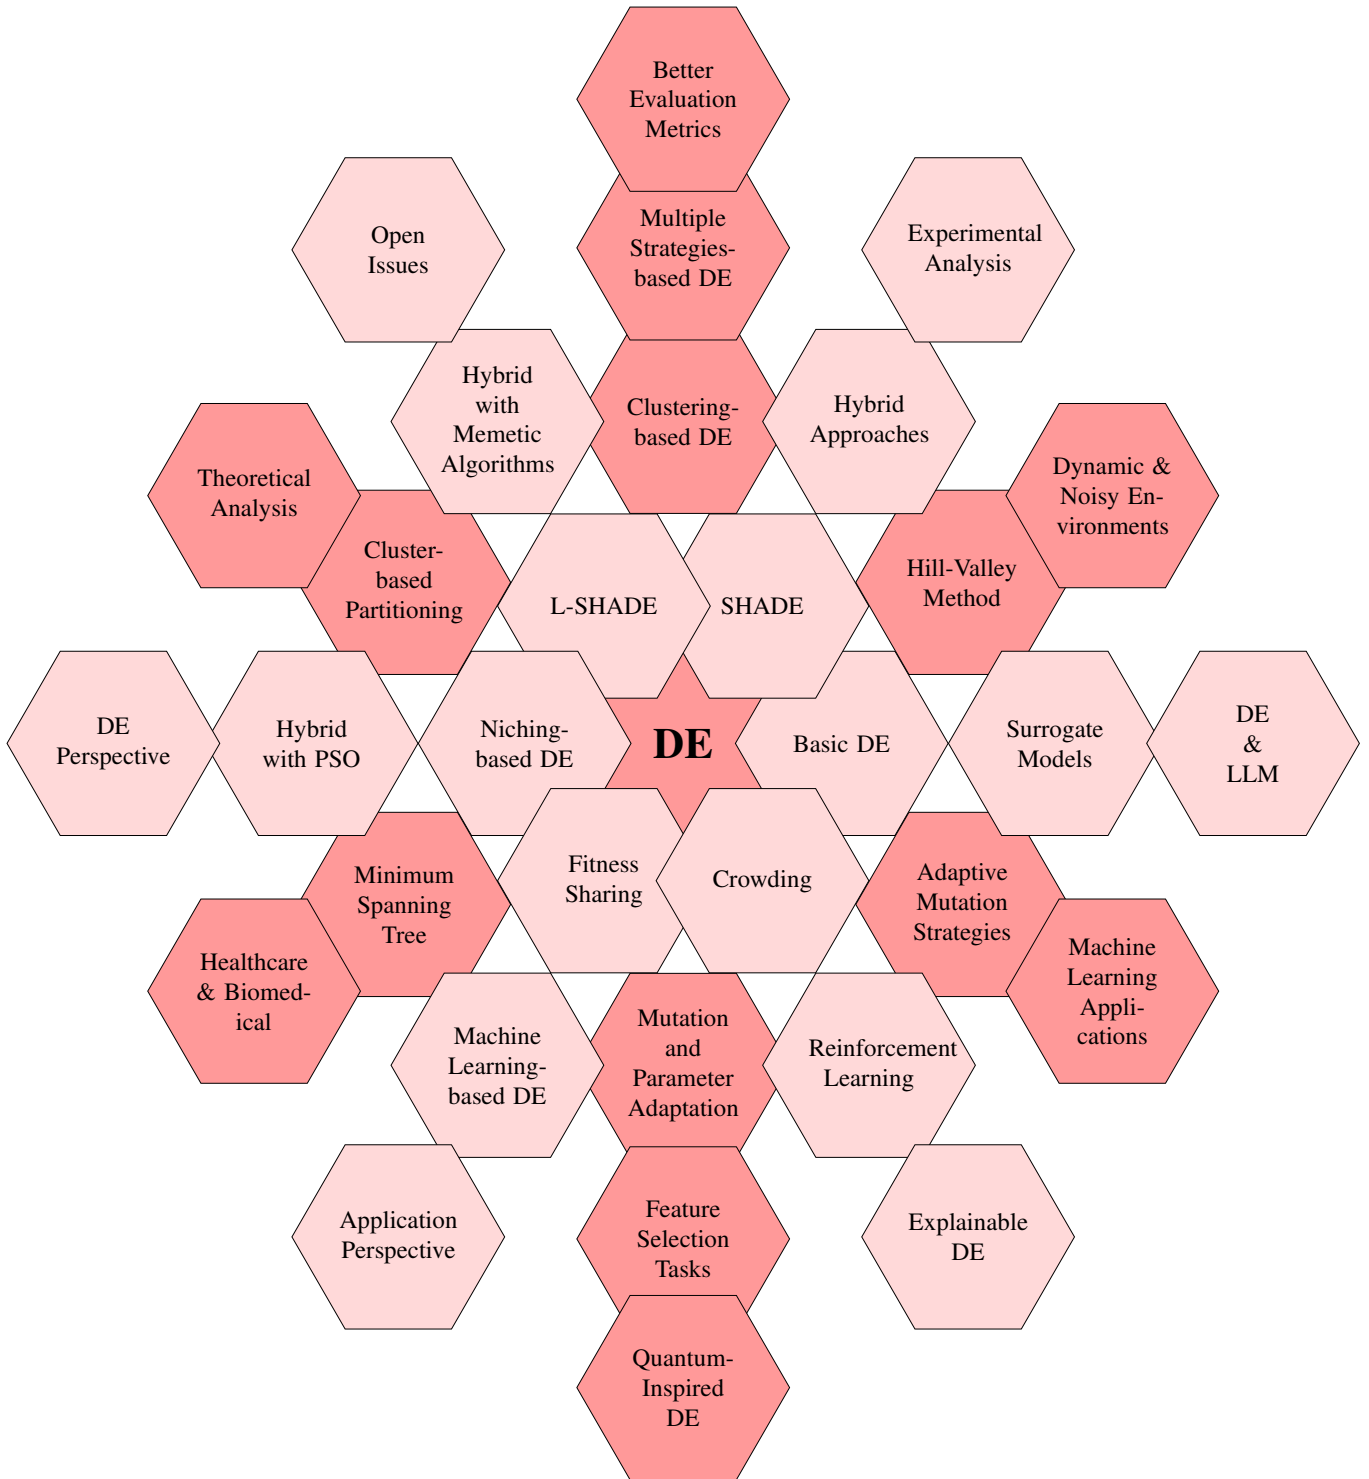 Better
Evaluation
Metrics
Open
Issues
Multiple
Strategies-
based DE
Experimental
Analysis
Hybrid
with
Memetic
Algorithms
Clustering-
based DE
Hybrid
Approaches
Theoretical
Analysis
Dynamic &
Noisy En-
vironments
Cluster-
based
Partitioning
L-SHADE
SHADE
Hill-Valley
Method
DE
Perspective
Hybrid
with PSO
Niching-
based DE
DE
Basic DE
Surrogate
Models
DE
&
LLM
Minimum
Spanning
Tree
Fitness
Sharing
Crowding
Adaptive
Mutation
Strategies
Healthcare
& Biomed-
ical
Machine
Learning
Appli-
cations
Machine
Learning-
based DE
Mutation
and
Parameter
Adaptation
Reinforcement
Learning
Application
Perspective
Feature
Selection
Tasks
Explainable
DE
Quantum-
Inspired
DE